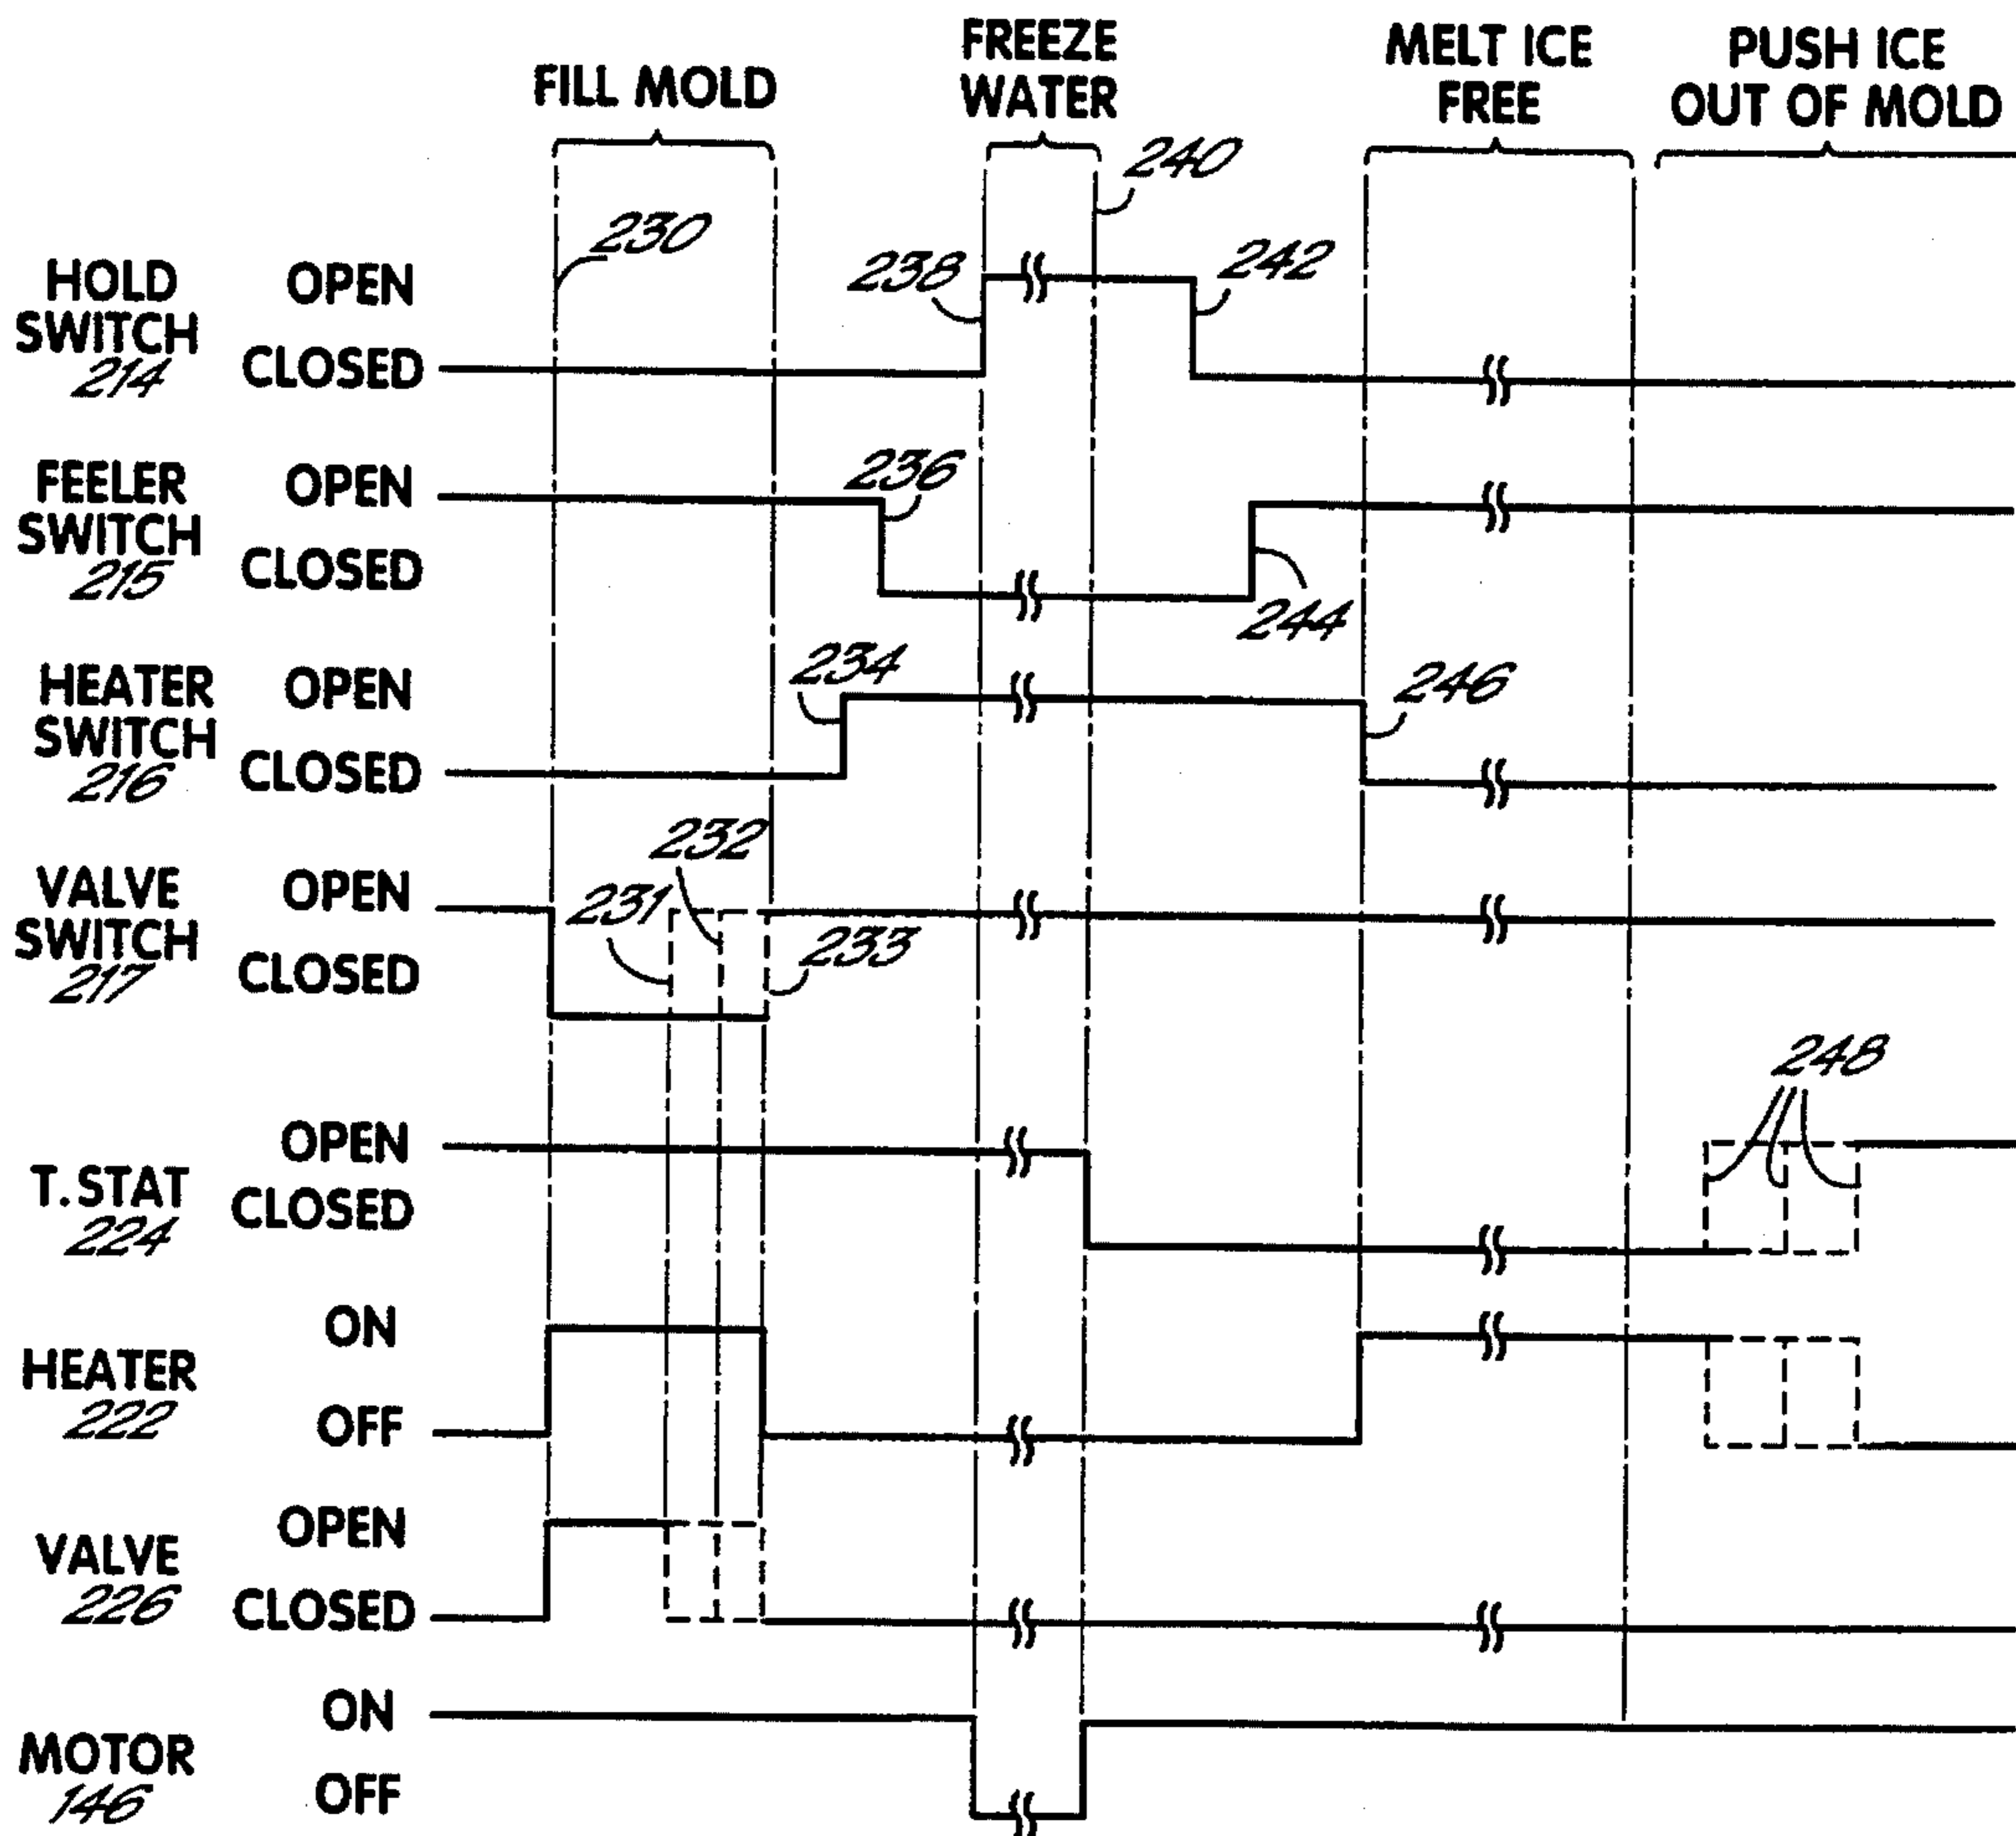 FILL MOLD
FREEZE
WATER
MELT ICE
FREE
PUSH ICE
OUT OF MOLD
240
230
HOLD
SWITCH
214
OPEN
CLOSED
238
242
FEELER
SWITCH
215
OPEN
CLOSED
236
244
HEATER
SWITCH
216
OPEN
CLOSED
234
246
VALVE
SWITCH
217
OPEN
CLOSED
231
232
233
T.STAT
224
OPEN
CLOSED
248
HEATER
222
ON
OFF
VALVE
226
OPEN
CLOSED
MOTOR
146
ON
OFF